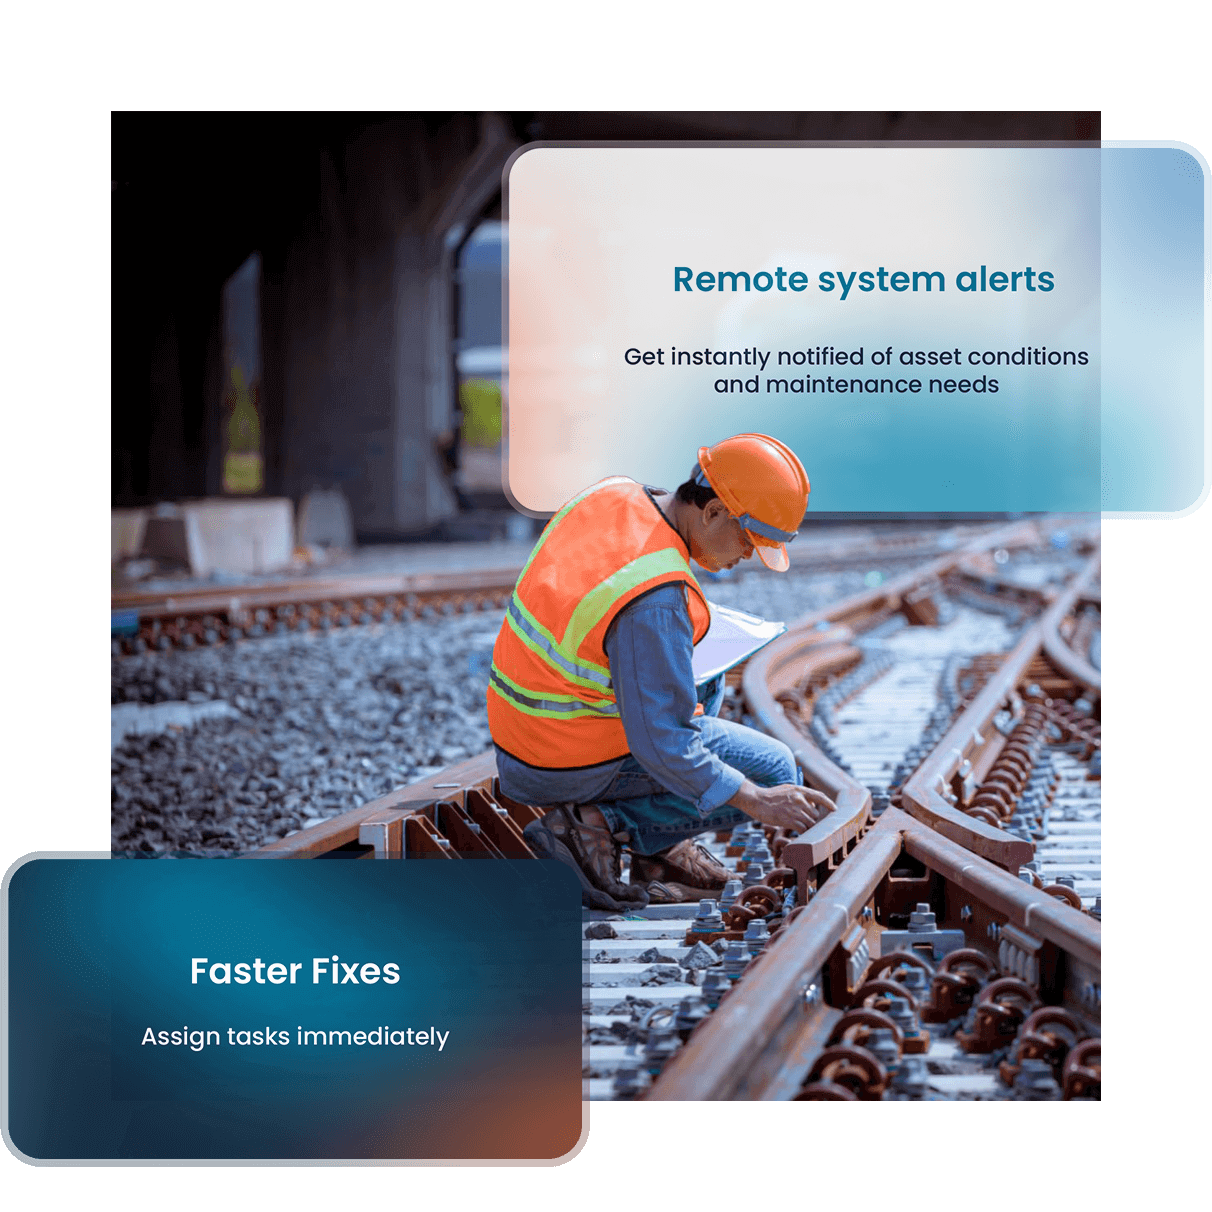 Remote system alerts
Get instantly notified of asset conditions
and maintenance needs
Faster Fixes
Assign tasks immediately